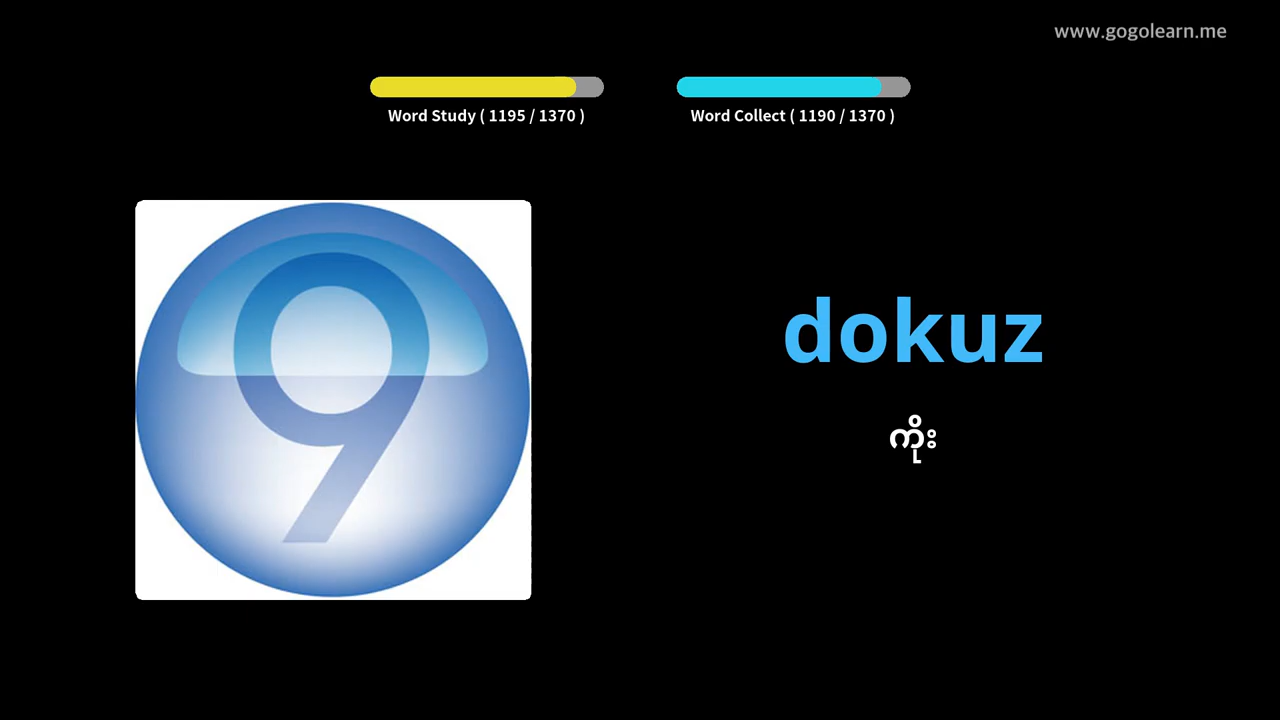 www.gogolearn.me
Word Study ( 1195 / 1370 )
Word Collect ( 1190 / 1370 )
9
dokuz
ကိုး